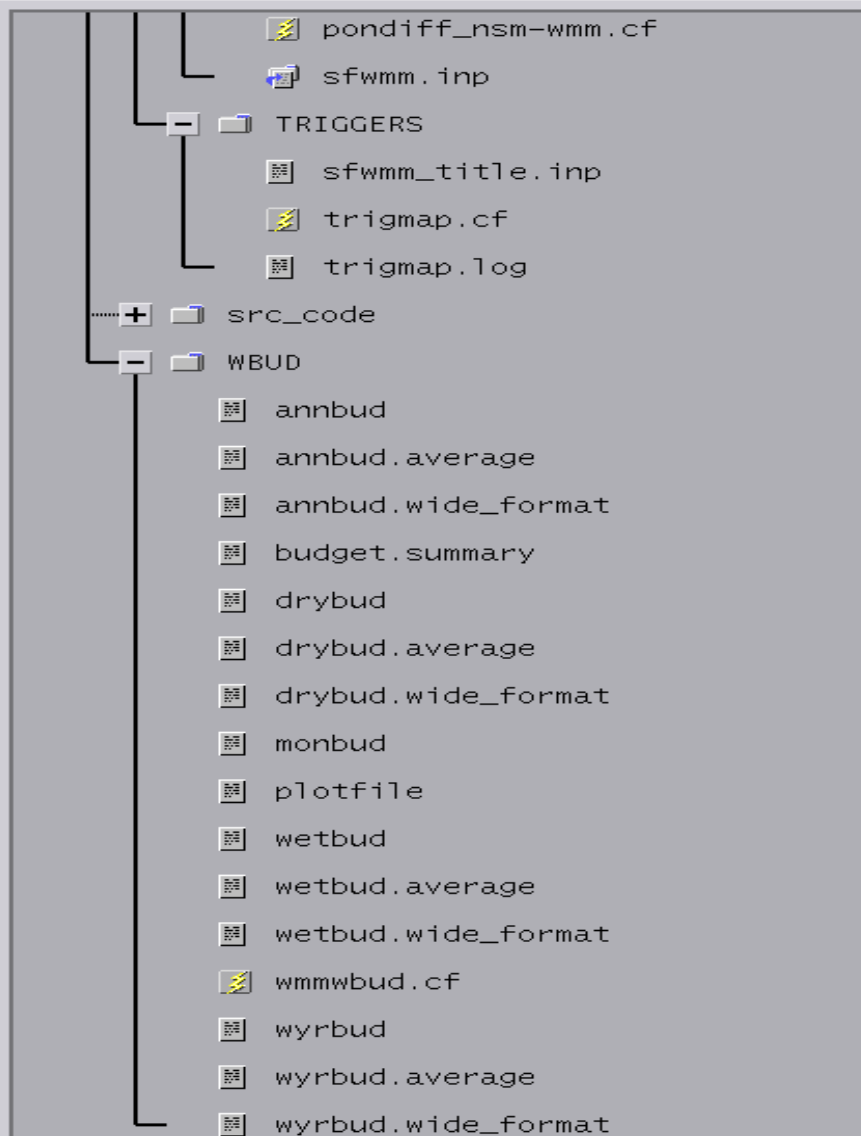 pondiff_nsm-wmm.cf
sfwmm.inp
TRIGGERS
sfwmm_title.inp
trigmap.cf
trigmap.log
src_code
WBUD
annbud
annbud.average
annbud.wide_format
budget.summary
drybud
drybud.average
drybud.wide_format
monbud
plotfile
wetbud
wetbud.average
wetbud.wide_format
wmmwbud.cf
wyrbud
wyrbud.average
wyrbud.wide_format